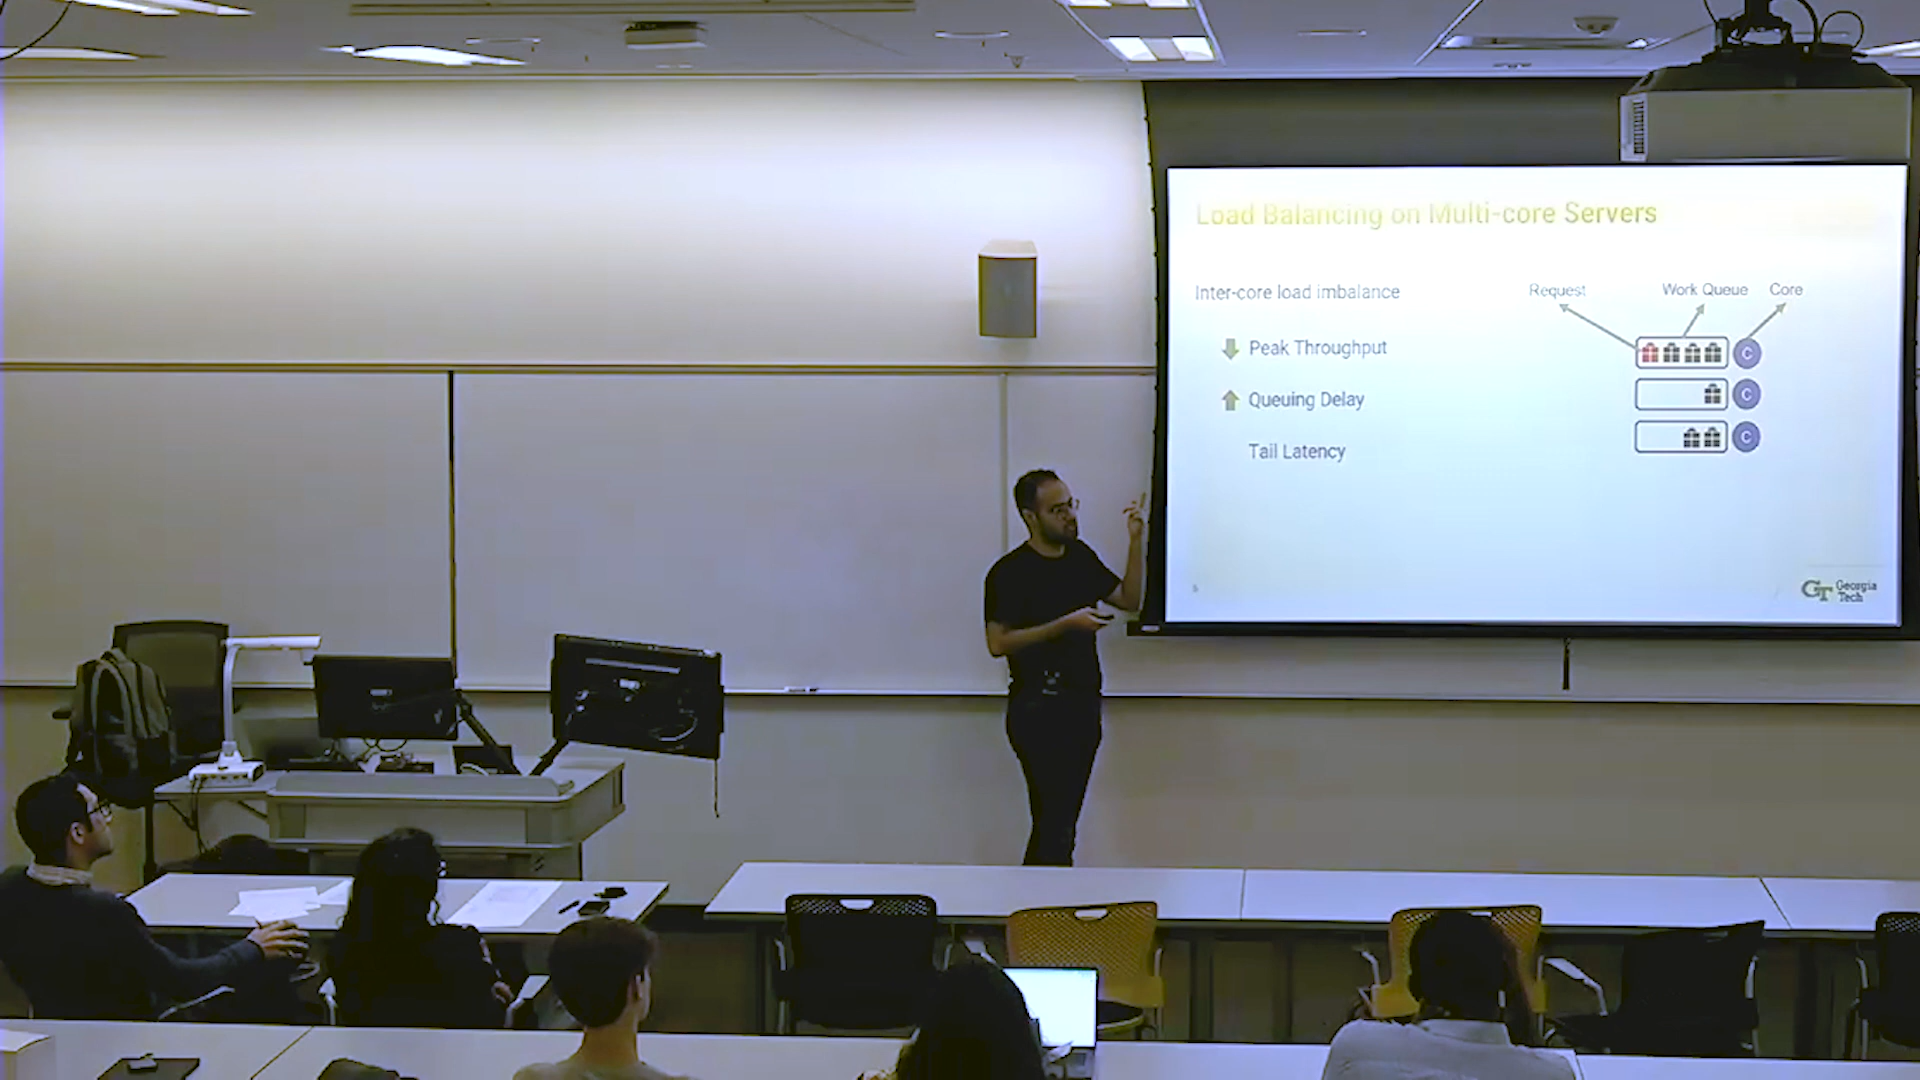 Load Balancing on Multi-core Servers
Inter-core load imbalance
Peak Throughput
Queuing Delay
Tail Latency
Request
Work Queue
Core
C
C
C
GT Georgia
Tech